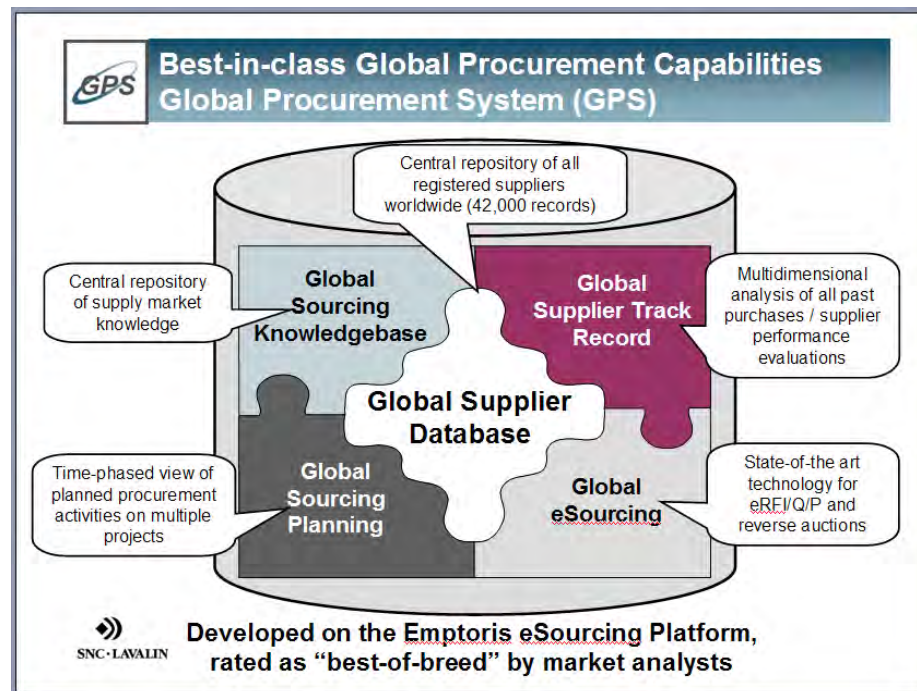 GPS
Best-in-class Global Procurement Capabilities
Global Procurement System (GPS)
Central repository of all
registered suppliers
worldwide (42,000 records)
Central repository
of supply market
knowledge
Global
Sourcing
Knowledgebase
Global
Supplier Track
Record
Multidimensional
analysis of all past
purchases / supplier
performance
evaluations
Global Supplier
Database
Time-phased view of
planned procurement
activities on multiple
projects
Global
Sourcing
Planning
Global
eSourcing
State-of-the art
technology for
eRFI/Q/P and
reverse auctions
SNC·LAVALIN
Developed on the Emptoris eSourcing Platform,
rated as “best-of-breed” by market analysts